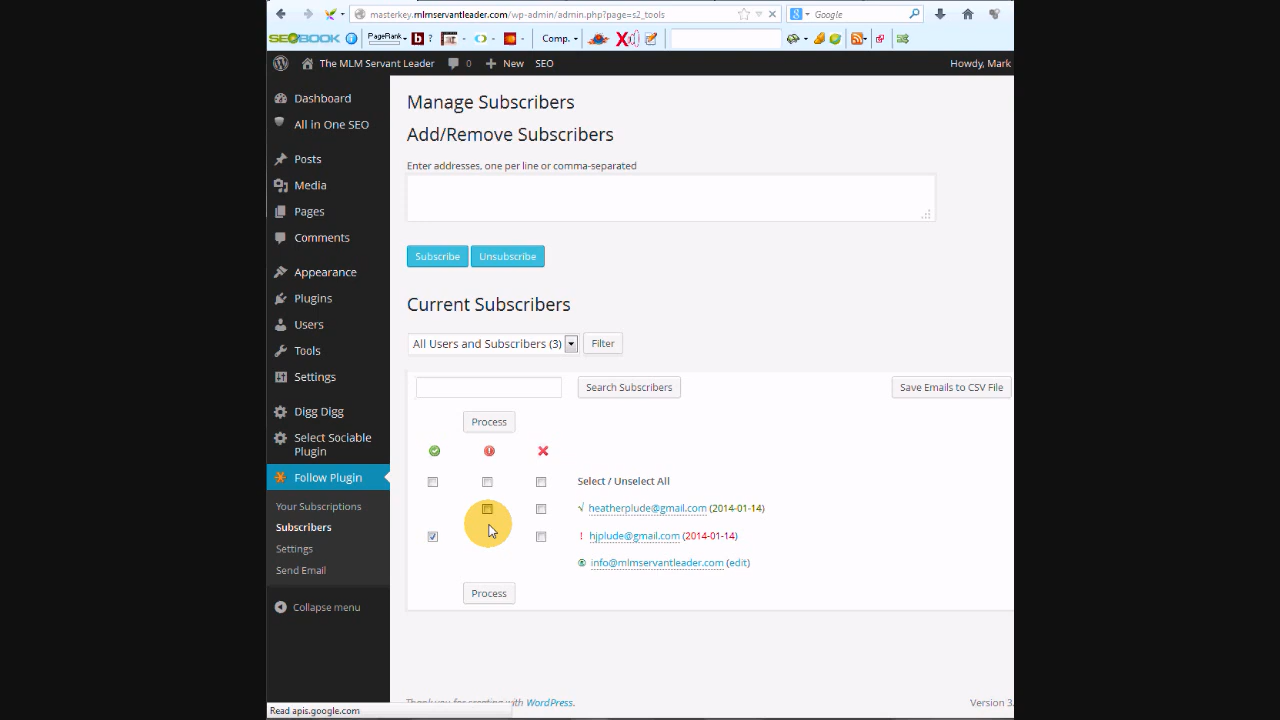 masterkey.mlmservantleader.com/wp-admin/admin.php?page=s2_tools
Google
SEOBOOK
PageRank
b ?
Comp.
The MLM Servant Leader
0
New
SEO
Howdy, Mark
Dashboard
All in One SEO
Posts
Media
Pages
Comments
Appearance
Plugins
Users
Tools
Settings
Digg Digg
Select Sociable
Plugin
Follow Plugin
Your Subscriptions
Subscribers
Settings
Send Email
Collapse menu
Manage Subscribers
Add/Remove Subscribers
Enter addresses, one per line or comma-separated
Subscribe
Unsubscribe
Current Subscribers
All Users and Subscribers (3)
Filter
Search Subscribers
Save Emails to CSV File
Process
Select / Unselect All
√ heatherplude@gmail.com (2014-01-14)
! hjplude@gmail.com (2014-01-14)
info@mlmservantleader.com (edit)
Process
for creating with WordPress.
Version 3.
Read apis.google.com